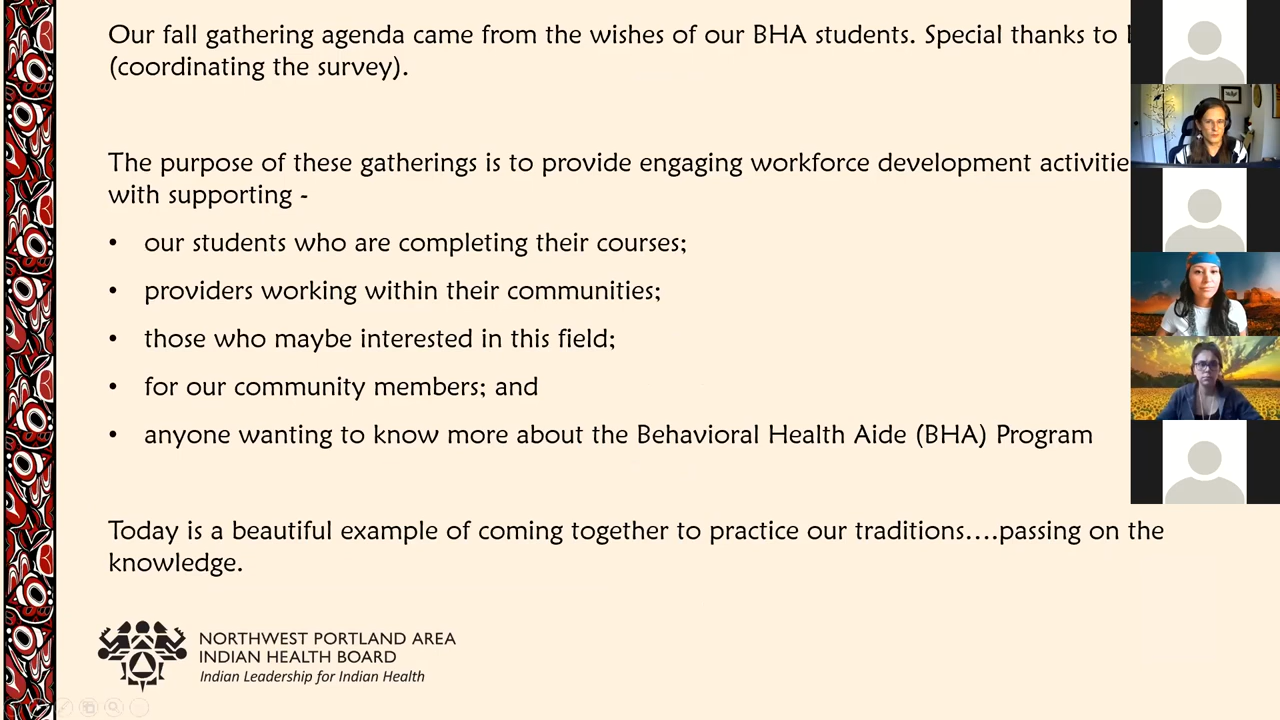 Our fall gathering agenda came from the wishes of our BHA students. Special thanks to
(coordinating the survey).
The purpose of these gatherings is to provide engaging workforce development activitie
with supporting -
• our students who are completing their courses;
• providers working within their communities;
• those who maybe interested in this field;
• for our community members; and
• anyone wanting to know more about the Behavioral Health Aide (BHA) Program
Today is a beautiful example of coming together to practice our traditions....passing on the
knowledge.
NORTHWEST PORTLAND AREA
INDIAN HEALTH BOARD
Indian Leadership for Indian Health